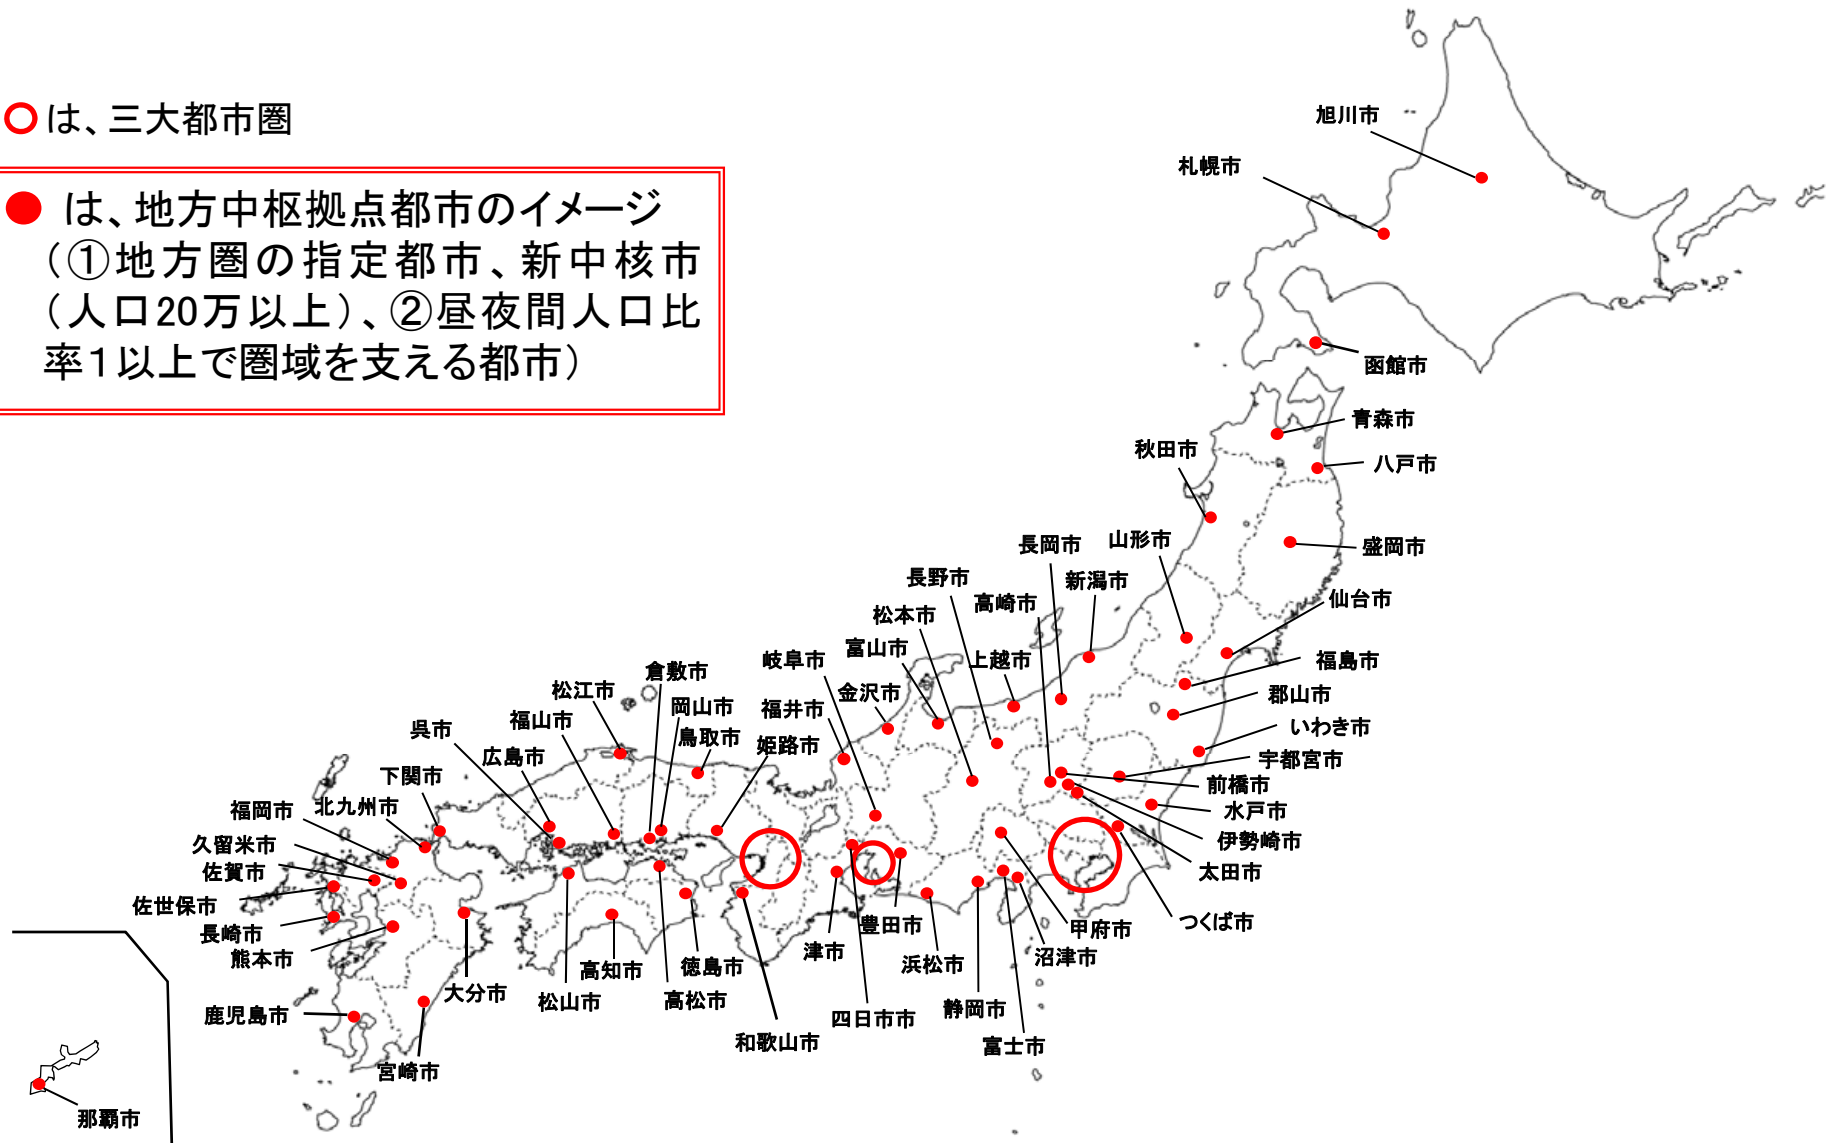 は、三大都市圏
は、地方中枢拠点都市のイメージ
（①地方圏の指定都市、新中核市
（人口20万以上）、②昼夜間人口比
率１以上で圏域を支える都市）
旭川市
札幌市
函館市
青森市
秋田市
八戸市
長岡市
山形市
盛岡市
長野市
新潟市
高崎市
仙台市
松本市
富山市
岐阜市
上越市
福島市
倉敷市
松江市
金沢市
郡山市
岡山市
福井市
福山市
いわき市
呉市
鳥取市
姫路市
広島市
宇都宮市
下関市
前橋市
北九州市
福岡市
水戸市
久留米市
伊勢崎市
佐賀市
太田市
佐世保市
つくば市
豊田市
甲府市
長崎市
津市
熊本市
沼津市
浜松市
徳島市
高知市
大分市
松山市
高松市
静岡市
鹿児島市
四日市市
和歌山市
富士市
宮崎市
那覇市